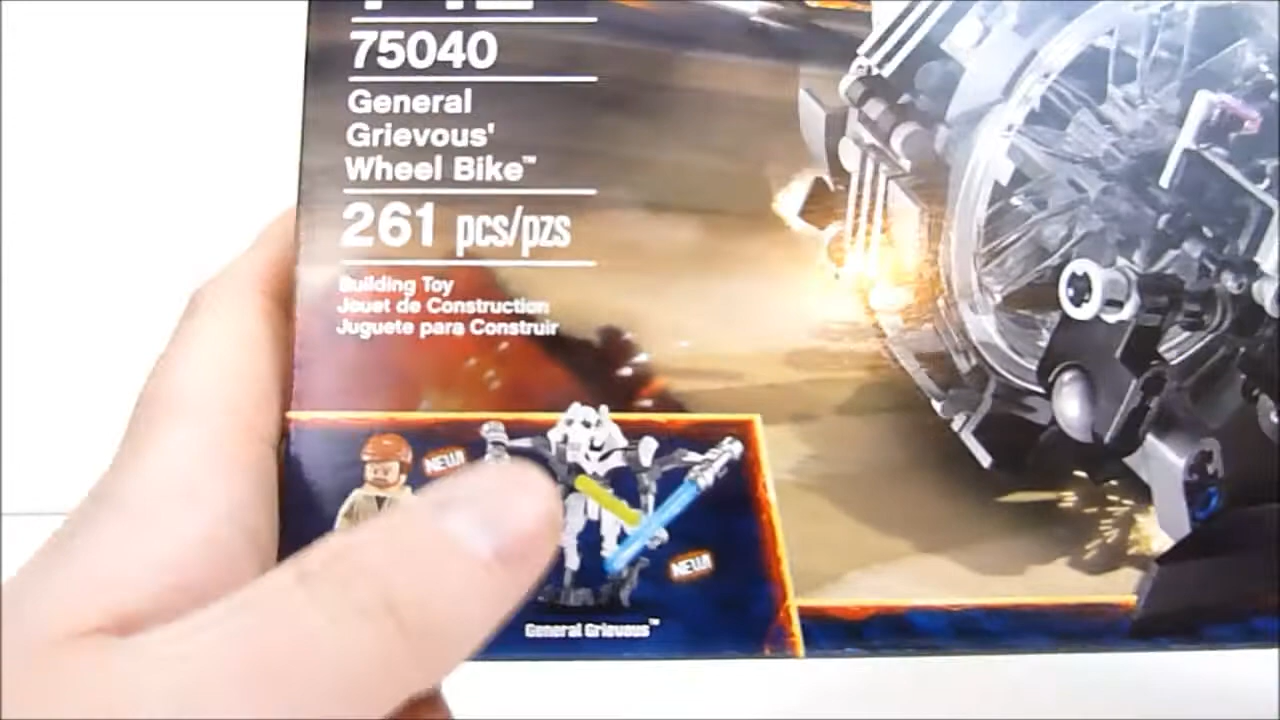 75040
General
Grievous'
Wheel Bike™
261 pcs/pzs
Building Toy
Jouet de Construction
Juguete para Construir
NEW!
NEW!
General Grievous™